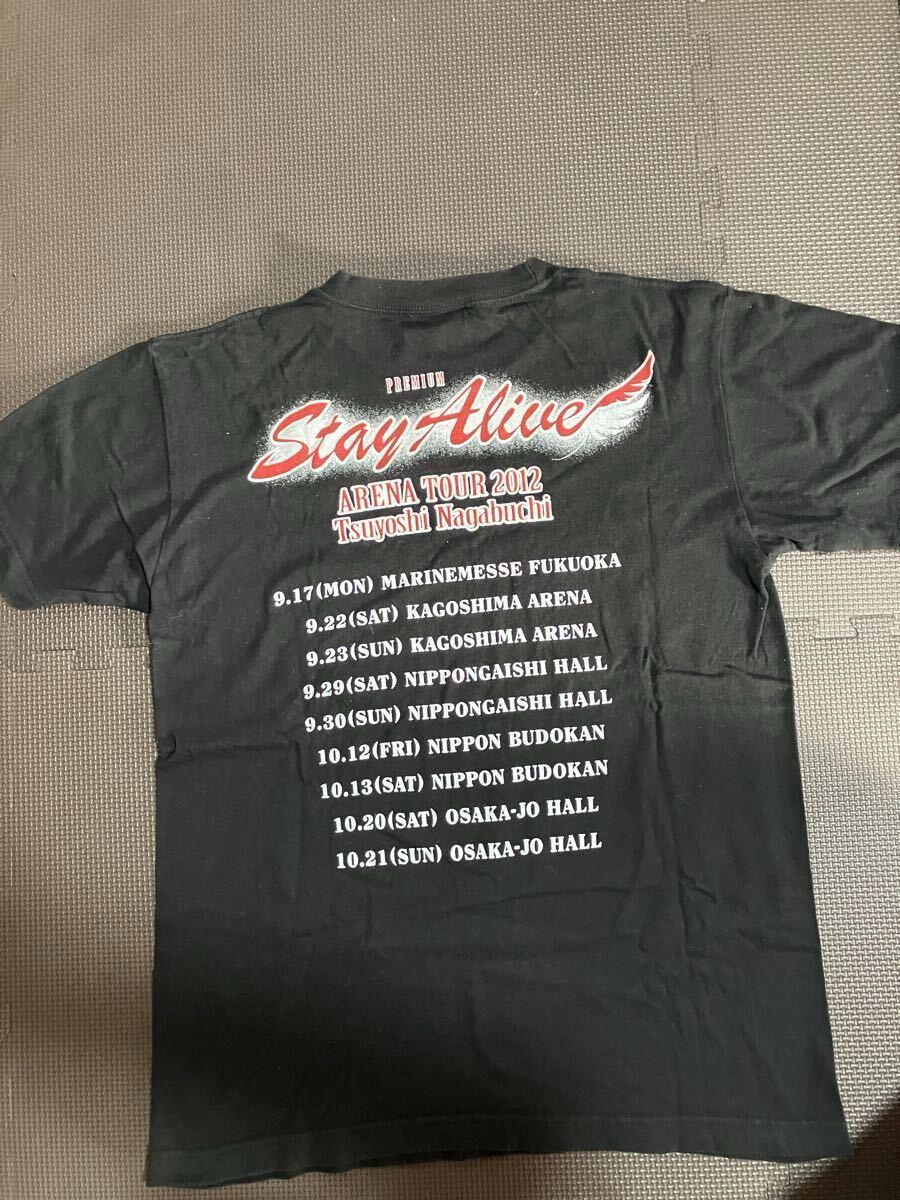 PREMIUM
Stay Alive
ARENA TOUR 2012
Tsuyoshi Nagabuchi
9.17(MON) MARINEMESSE FUKUOKA
9.22(SAT) KAGOSHIMA ARENA
9.23(SUN) KAGOSHIMA ARENA
9.29(SAT) NIPPONGAISHI HALL
9.30(SUN) NIPPONGAISHI HALL
10.12(FRI) NIPPON BUDOKAN
10.13(SAT) NIPPON BUDOKAN
10.20(SAT) OSAKA-JO HALL
10.21(SUN) OSAKA-JO HALL